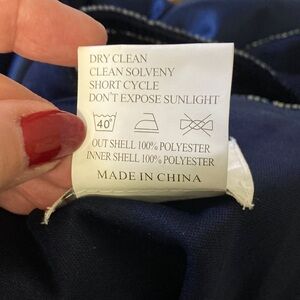 DRY CLEAN
CLEAN SOLVENY
SHORT CYCLE
DON'T EXPOSE SUNLIGHT
40°
OUT SHELL 100% POLYESTER
INNER SHELL 100% POLYESTER
MADE IN CHINA